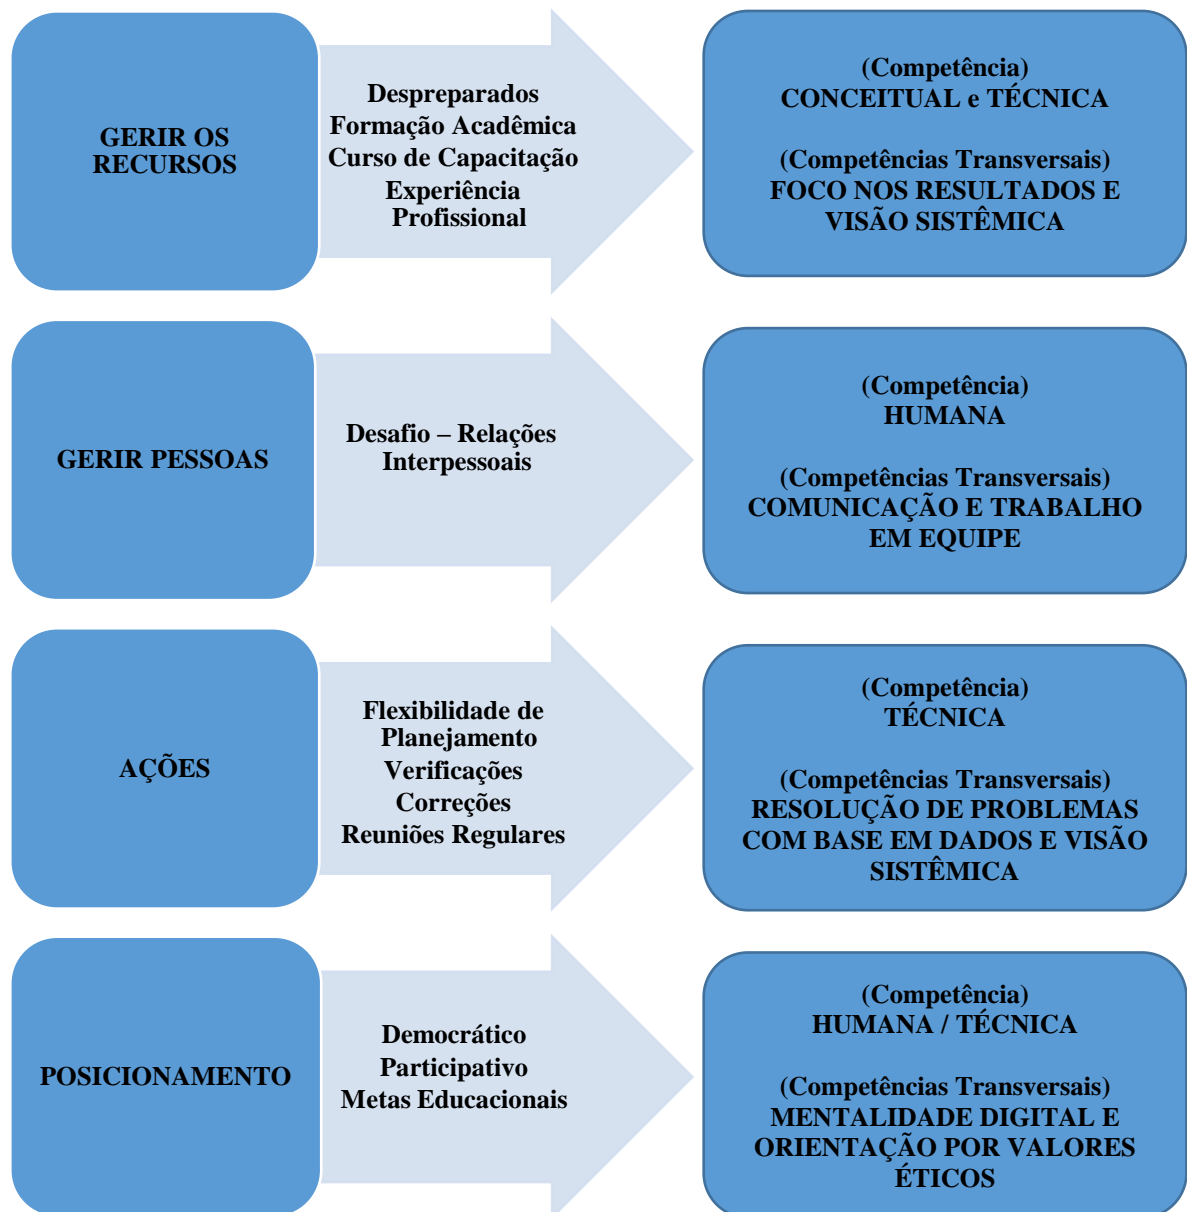 GERIR OS
RECURSOS
Despreparados
Formação Acadêmica
Curso de Capacitação
Experiência
Profissional
(Competência)
CONCEITUAL e TÉCNICA
(Competências Transversais)
FOCO NOS RESULTADOS E
VISÃO SISTÊMICA
GERIR PESSOAS
Desafio – Relações
Interpessoais
(Competência)
HUMANA
(Competências Transversais)
COMUNICAÇÃO E TRABALHO
EM EQUIPE
AÇÕES
Flexibilidade de
Planejamento
Verificações
Correções
Reuniões Regulares
(Competência)
TÉCNICA
(Competências Transversais)
RESOLUÇÃO DE PROBLEMAS
COM BASE EM DADOS E VISÃO
SISTÊMICA
POSICIONAMENTO
Democrático
Participativo
Metas Educacionais
(Competência)
HUMANA / TÉCNICA
(Competências Transversais)
MENTALIDADE DIGITAL E
ORIENTAÇÃO POR VALORES
ÉTICOS